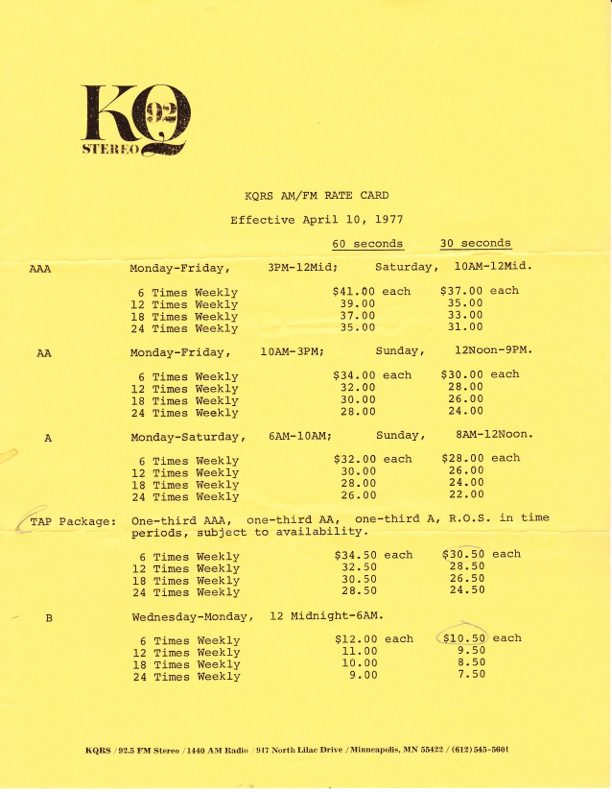 KQ 92
STEREO
KQRS AM/FM RATE CARD
Effective April 10, 1977
60 seconds 30 seconds
AAA Monday-Friday, 3PM-12Mid; Saturday, 10AM-12Mid.
6 Times Weekly $41.00 each $37.00 each
12 Times Weekly 39.00 35.00
18 Times Weekly 37.00 33.00
24 Times Weekly 35.00 31.00
AA Monday-Friday, 10AM-3PM; Sunday, 12Noon-9PM.
6 Times Weekly $34.00 each $30.00 each
12 Times Weekly 32.00 28.00
18 Times Weekly 30.00 26.00
24 Times Weekly 28.00 24.00
A Monday-Saturday, 6AM-10AM; Sunday, 8AM-12Noon.
6 Times Weekly $32.00 each $28.00 each
12 Times Weekly 30.00 26.00
18 Times Weekly 28.00 24.00
24 Times Weekly 26.00 22.00
TAP Package: One-third AAA, one-third AA, one-third A, R.O.S. in time
periods, subject to availability.
6 Times Weekly $34.50 each $30.50 each
12 Times Weekly 32.50 28.50
18 Times Weekly 30.50 26.50
24 Times Weekly 28.50 24.50
B Wednesday-Monday, 12 Midnight-6AM.
6 Times Weekly $12.00 each $10.50 each
12 Times Weekly 11.00 9.50
18 Times Weekly 10.00 8.50
24 Times Weekly 9.00 7.50
KQRS / 92.5 FM Stereo / 1440 AM Radio / 917 North Lilac Drive / Minneapolis, MN 55422 / (612) 545-5601